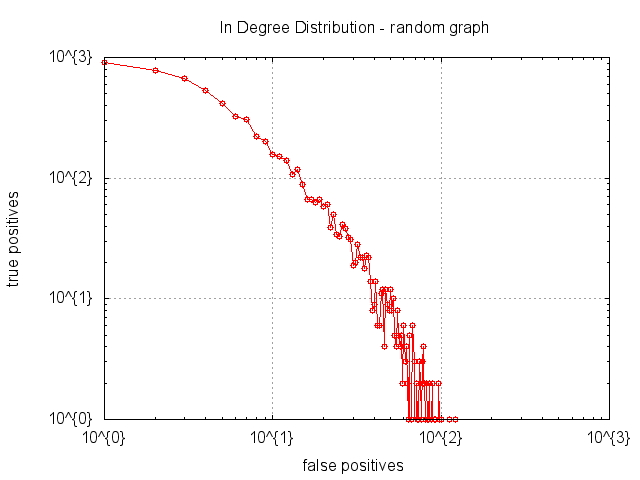 In Degree Distribution - random graph
10^{3}
10^{2}
10^{1}
10^{0}
true positives
10^{0}
10^{1}
10^{2}
10^{3}
false positives